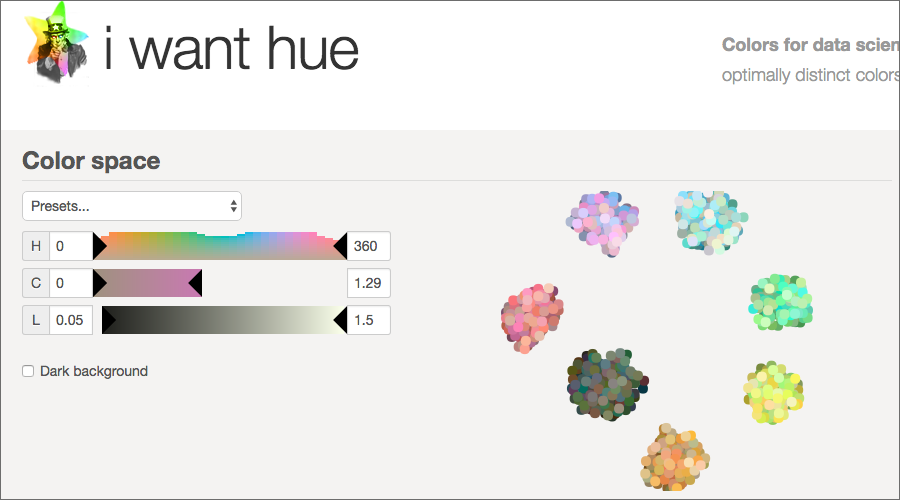 i want hue
Colors for data scien
optimally distinct colors
Color space
Presets...
H 0 360
C 0 1.29
L 0.05 1.5
Dark background